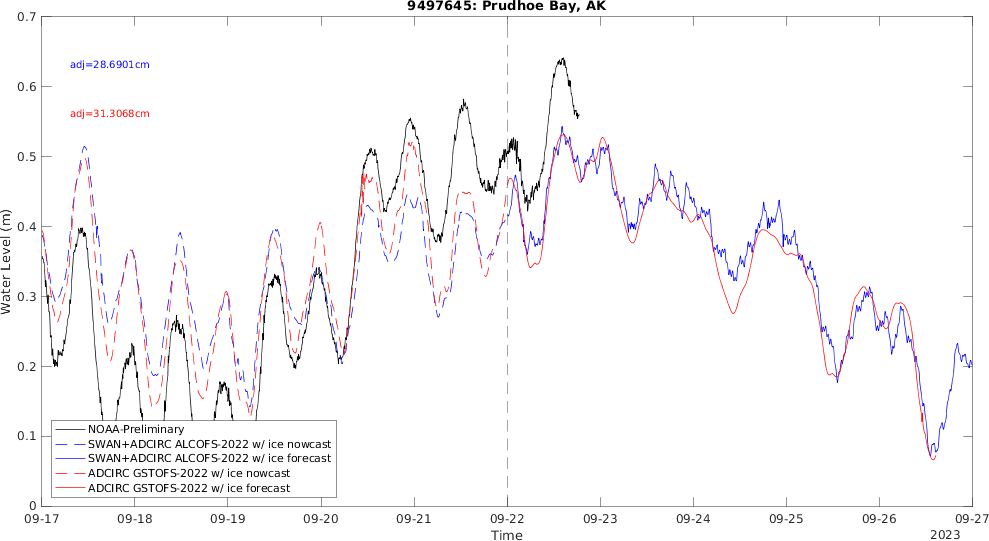 9497645: Prudhoe Bay, AK
0.7
0.6
0.5
0.4
0.3
0.2
0.1
0
Water Level (m)
adj=28.6901cm
adj=31.3068cm
NOAA-Preliminary
SWAN+ADCIRC ALCOFS-2022 w/ ice nowcast
SWAN+ADCIRC ALCOFS-2022 w/ ice forecast
ADCIRC GSTOFS-2022 w/ ice nowcast
ADCIRC GSTOFS-2022 w/ ice forecast
09-17 09-18 09-19 09-20 09-21 09-22 09-23 09-24 09-25 09-26 09-27
Time
2023